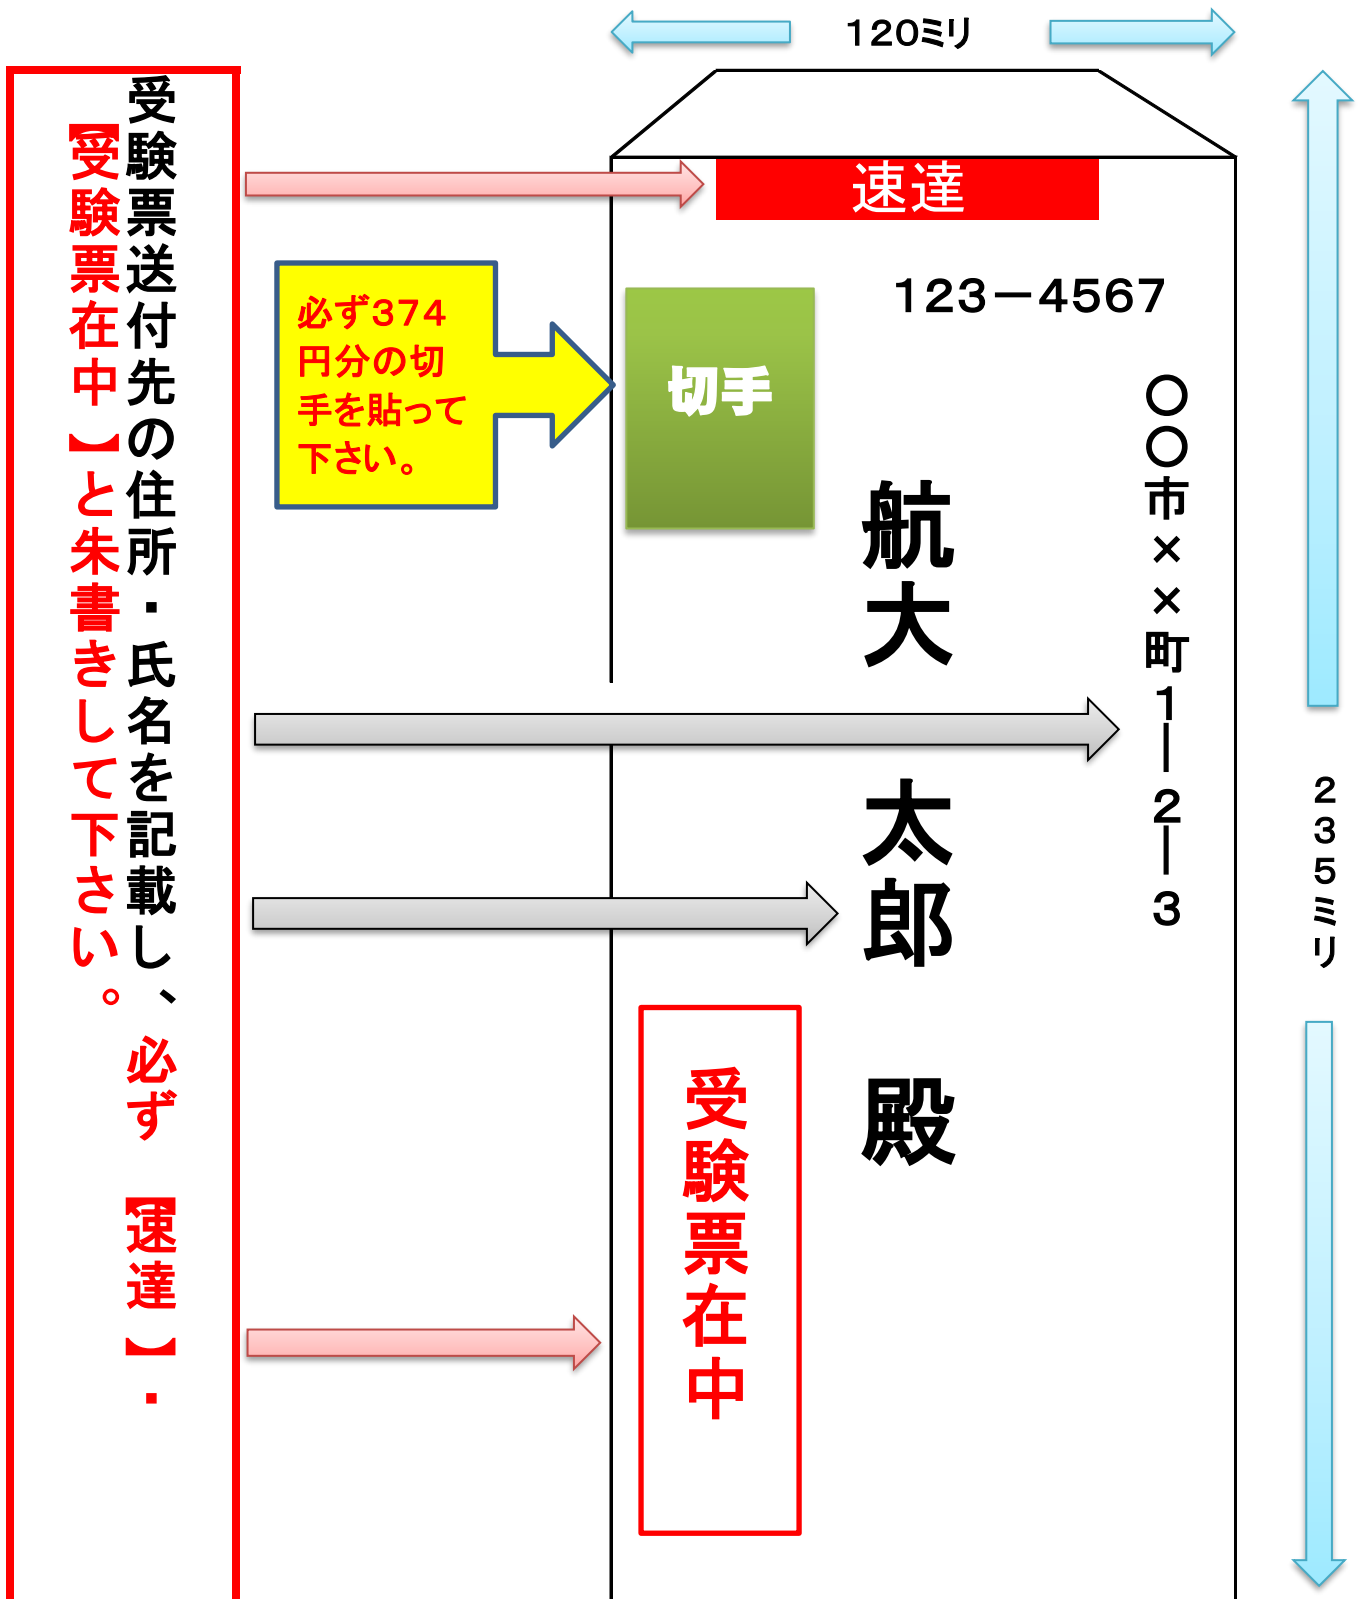 120ミリ
速達
123－4567
〇〇市××町1―2―3
航大　太郎　殿
切手
必ず374
円分の切
手を貼って
下さい。
受験票在中
235ミリ
受験票送付先の住所・氏名を記載し、必ず【速達】・
【受験票在中】と朱書きして下さい。